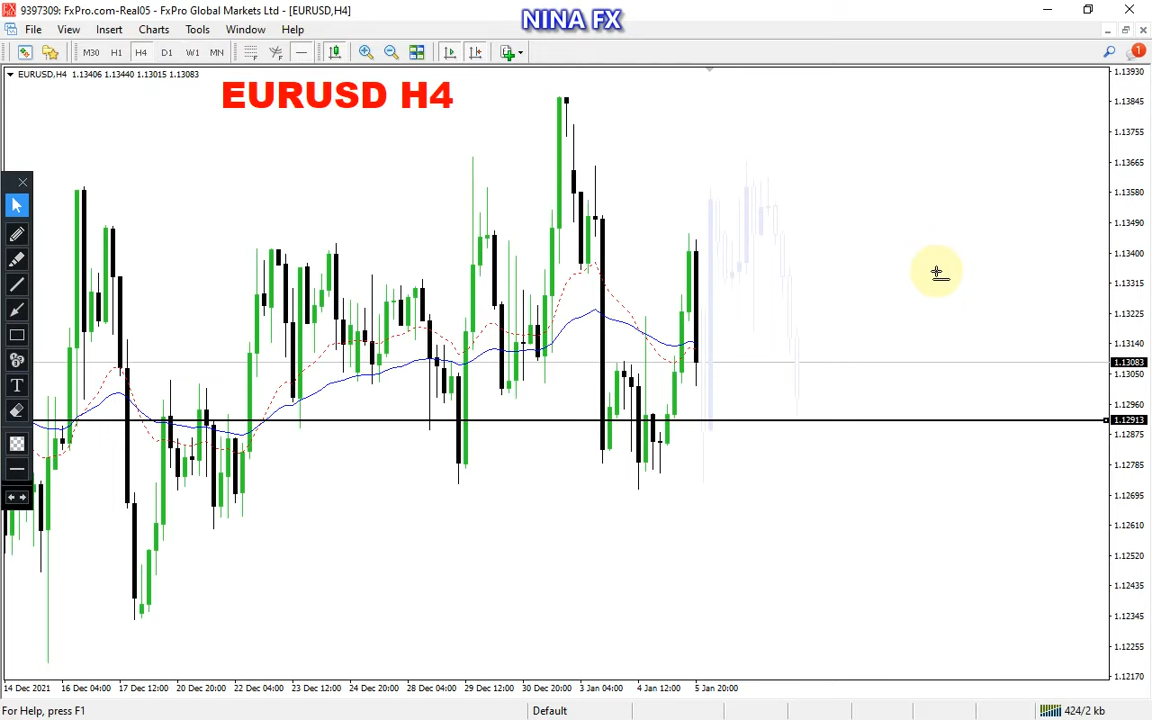 9397309: FxPro.com-Real05 - FxPro Global Markets Ltd - [EURUSD,H4]
NINA FX
File View Insert Charts Tools Window Help
M30 H1 H4 D1 W1 MN
1
EURUSD,H4 1.13406 1.13440 1.13015 1.13083
EURUSD H4
1.13930
1.13845
1.13755
1.13665
1.13580
1.13490
1.13400
1.13315
1.13225
1.13140
1.13083
1.13050
1.12960
1.12913
1.12875
1.12785
1.12695
1.12610
1.12520
1.12435
1.12345
1.12255
1.12170
T
14 Dec 2021 16 Dec 04:00 17 Dec 12:00 20 Dec 20:00 22 Dec 04:00 23 Dec 12:00 24 Dec 20:00 28 Dec 04:00 29 Dec 12:00 30 Dec 20:00 3 Jan 04:00 4 Jan 12:00 5 Jan 20:00
For Help, press F1 Default 424/2 kb